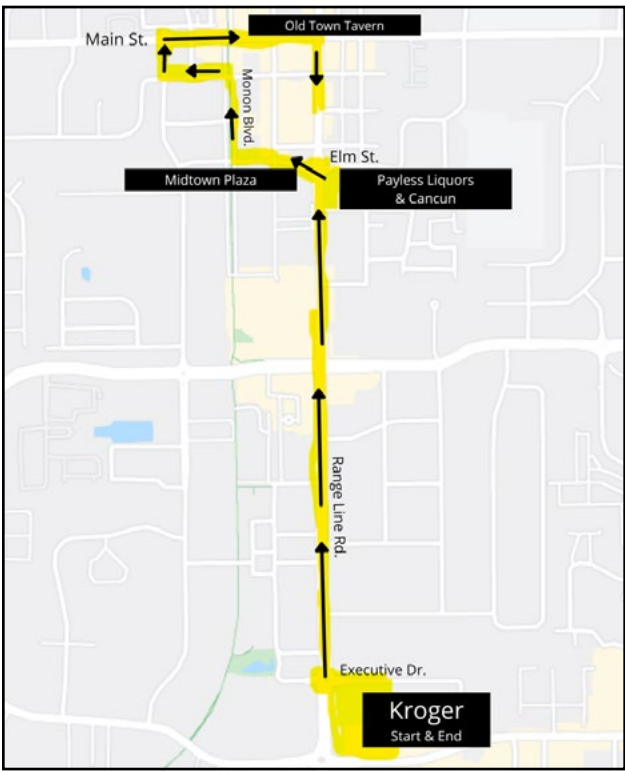 Old Town Tavern
Main St.
Monon Blvd.
Elm St.
Midtown Plaza
Payless Liquors
& Cancun
Range Line Rd.
Executive Dr.
Kroger
Start & End